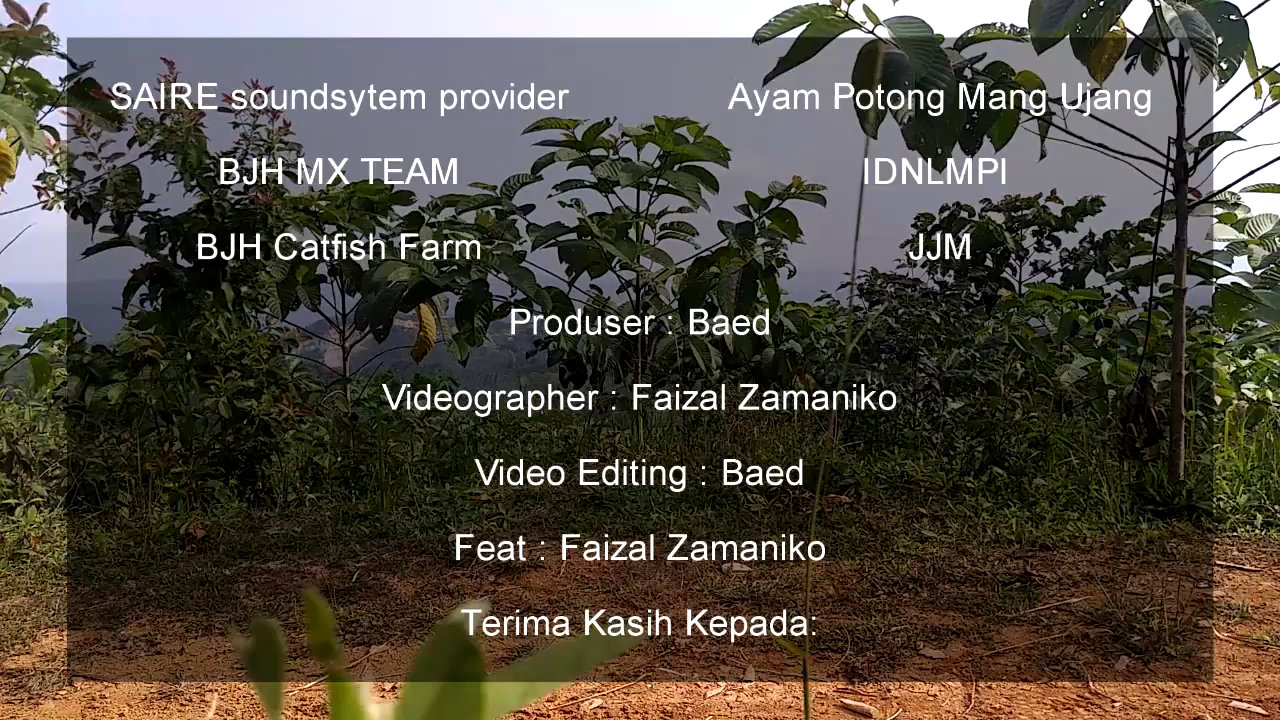 SAIRE soundsytem provider Ayam Potong Mang Ujang
BJH MX TEAM IDNLMPI
BJH Catfish Farm JJM
Produser : Baed
Videographer : Faizal Zamaniko
Video Editing : Baed
Feat : Faizal Zamaniko
Terima Kasih Kepada: